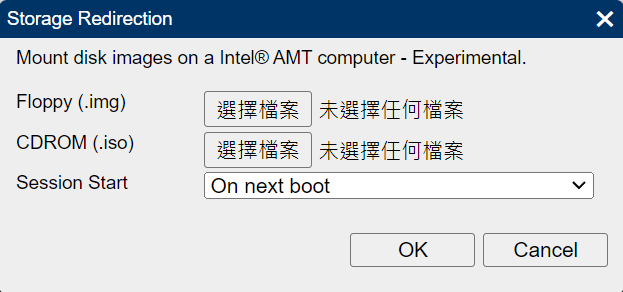 Storage Redirection
Mount disk images on a Intel® AMT computer - Experimental.
Floppy (.img) 選擇檔案 未選擇任何檔案
CDROM (.iso) 選擇檔案 未選擇任何檔案
Session Start On next boot
OK Cancel